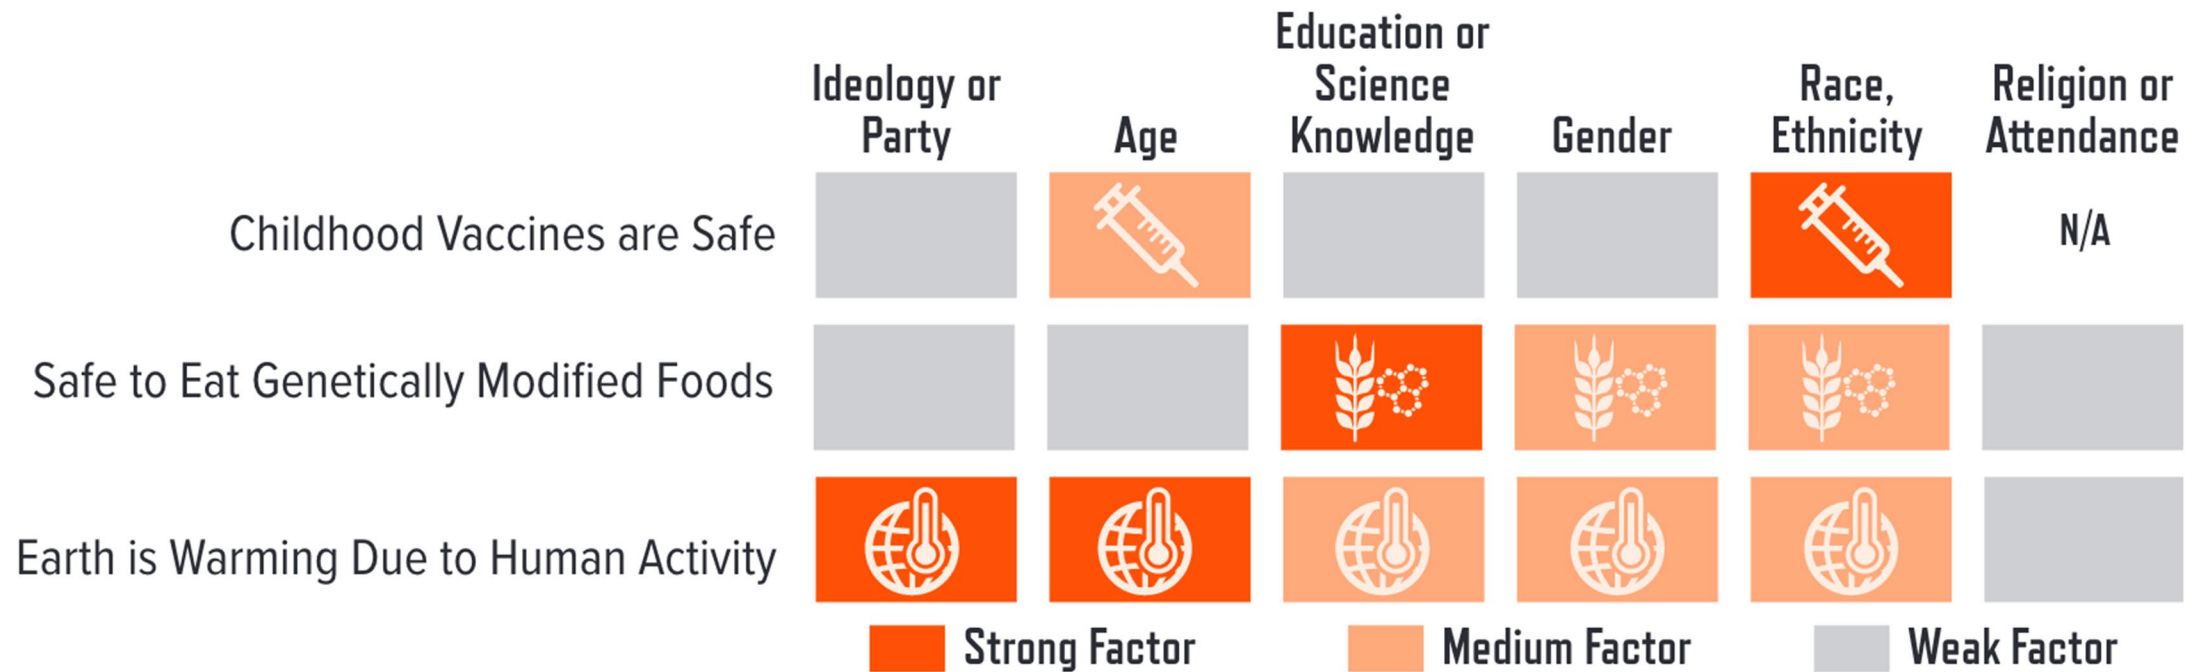 Ideology or
Party
Age
Education or
Science
Knowledge
Gender
Race,
Ethnicity
Religion or
Attendance
Childhood Vaccines are Safe
N/A
Safe to Eat Genetically Modified Foods
Earth is Warming Due to Human Activity
Strong Factor
Medium Factor
Weak Factor